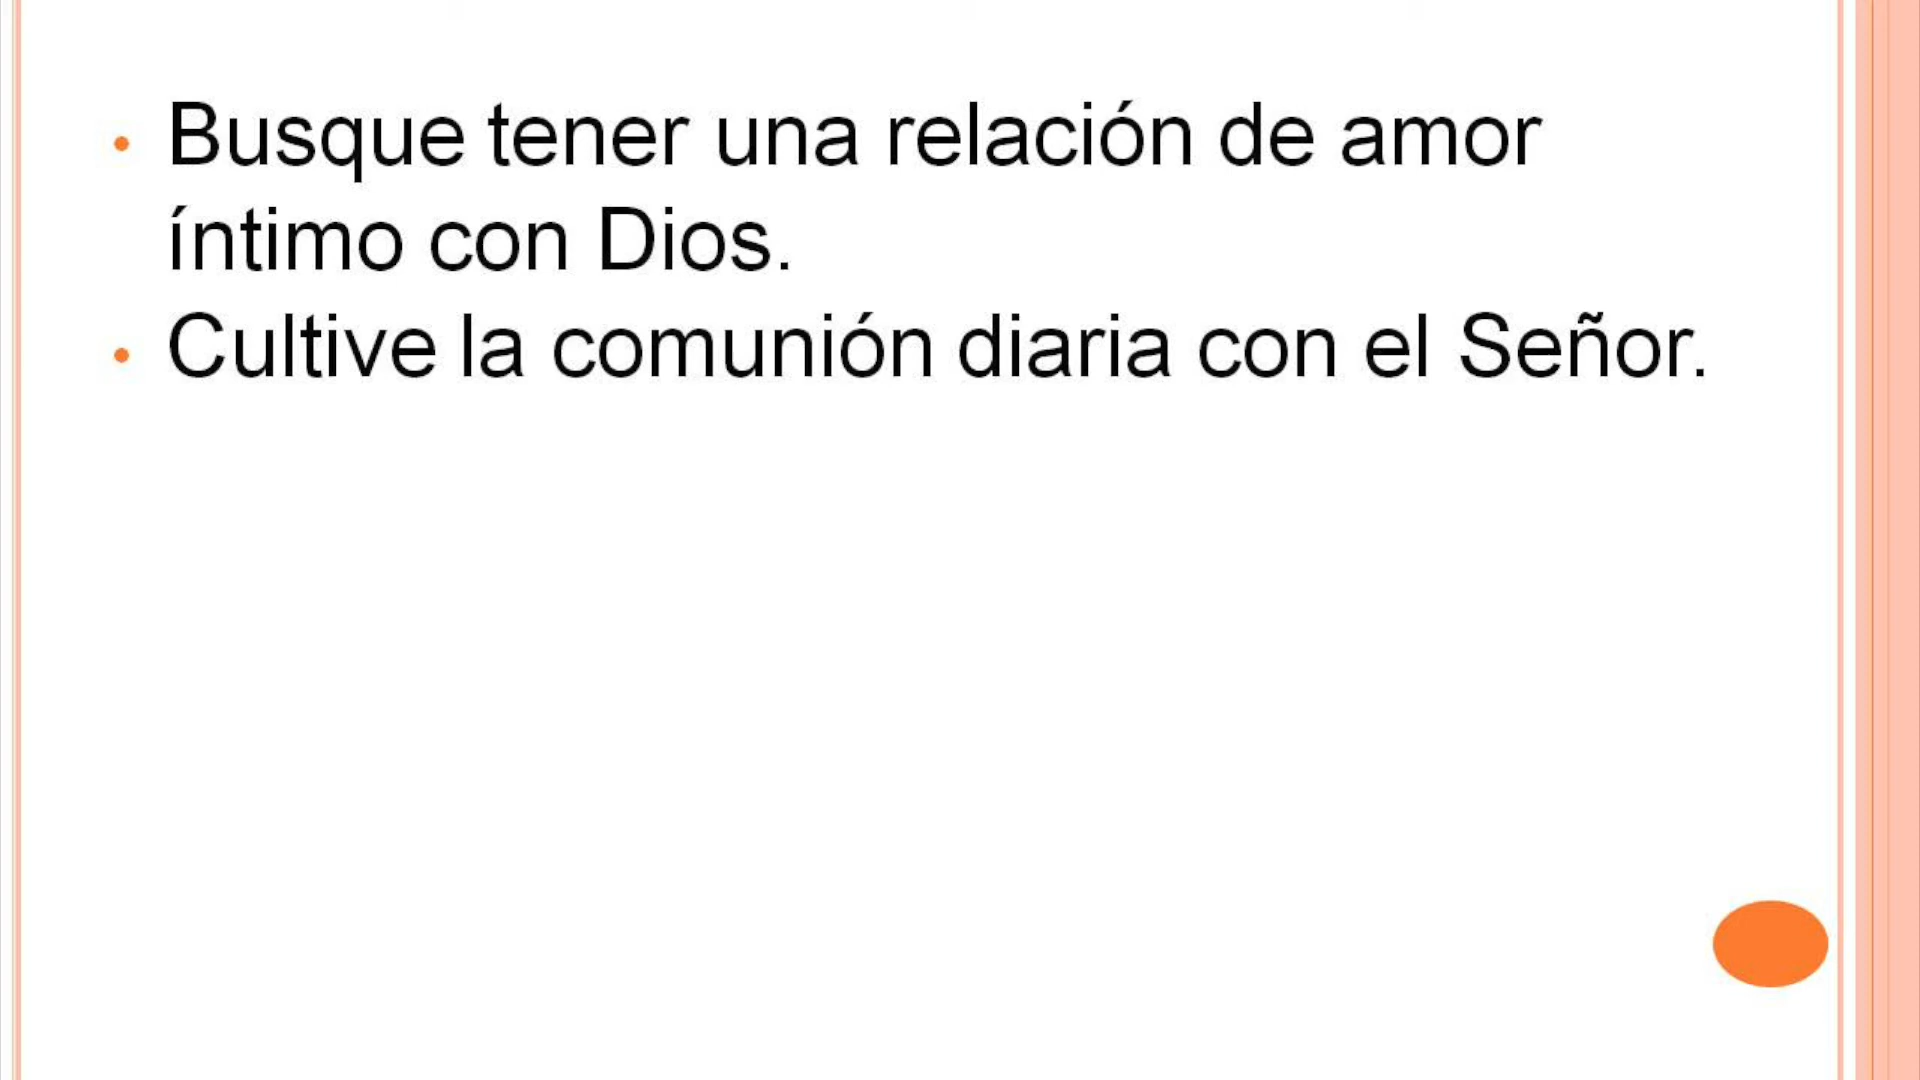 • Busque tener una relación de amor
íntimo con Dios.
• Cultive la comunión diaria con el Señor.